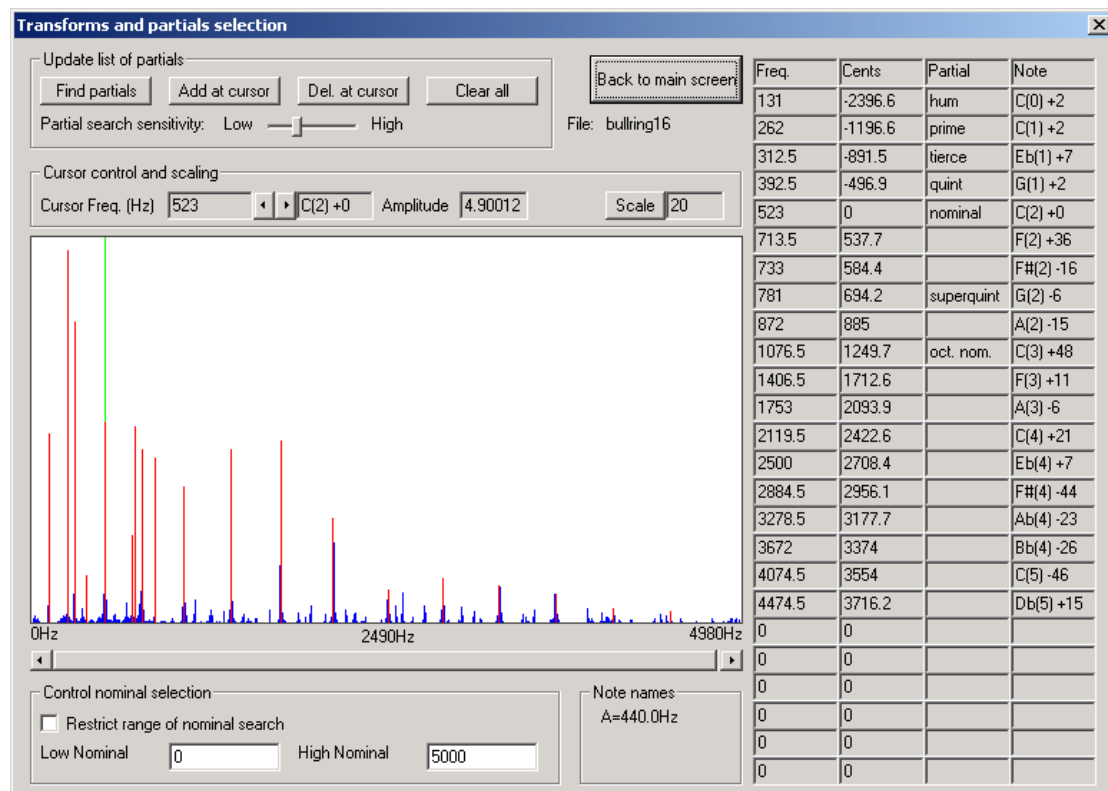 Transforms and partials selection
Update list of partials
Find partials Add at cursor Del. at cursor Clear all
Partial search sensitivity: Low High
Back to main screen
File: bullring16
Cursor control and scaling
Cursor Freq. (Hz) 523 C(2) +0 Amplitude 4.90012 Scale 20
0Hz 2490Hz 4980Hz
Control nominal selection
Restrict range of nominal search
Low Nominal 0 High Nominal 5000
Note names
A=440.0Hz
Freq. Cents Partial Note
131 -2396.6 hum C(0) +2
262 -1196.6 prime C(1) +2
312.5 -891.5 tierce Eb(1) +7
392.5 -496.9 quint G(1) +2
523 0 nominal C(2) +0
713.5 537.7 F(2) +36
733 584.4 F#(2) -16
781 694.2 superquint G(2) -6
872 885 A(2) -15
1076.5 1249.7 oct. nom. C(3) +48
1406.5 1712.6 F(3) +11
1753 2093.9 A(3) -6
2119.5 2422.6 C(4) +21
2500 2708.4 Eb(4) +7
2884.5 2956.1 F#(4) -44
3278.5 3177.7 Ab(4) -23
3672 3374 Bb(4) -26
4074.5 3554 C(5) -46
4474.5 3716.2 Db(5) +15
0 0
0 0
0 0
0 0
0 0
0 0